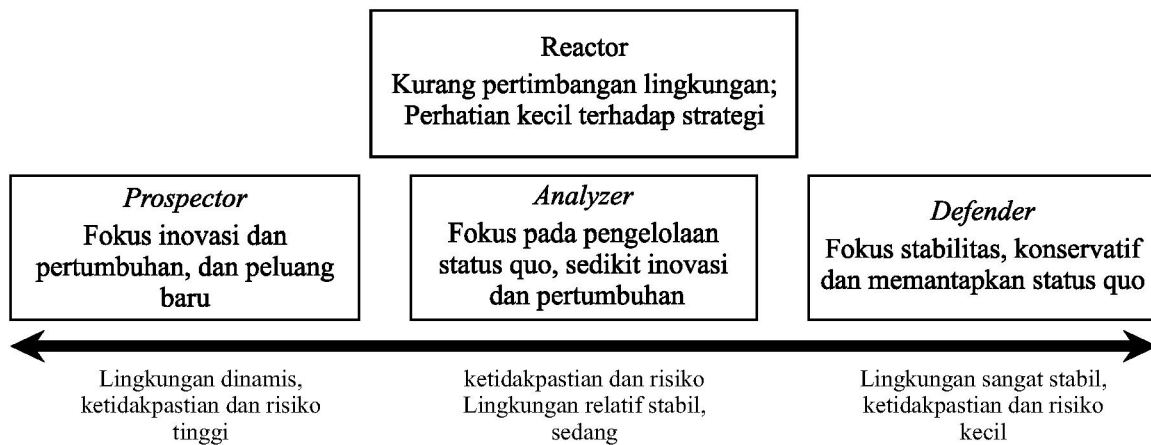 Reactor
Kurang pertimbangan lingkungan;
Perhatian kecil terhadap strategi
Prospector
Fokus inovasi dan
pertumbuhan, dan peluang
baru
Analyzer
Fokus pada pengelolaan
status quo, sedikit inovasi
dan pertumbuhan
Defender
Fokus stabilitas, konservatif
dan memantapkan status quo
Lingkungan dinamis,
ketidakpastian dan risiko
tinggi
ketidakpastian dan risiko
Lingkungan relatif stabil,
sedang
Lingkungan sangat stabil,
ketidakpastian dan risiko
kecil